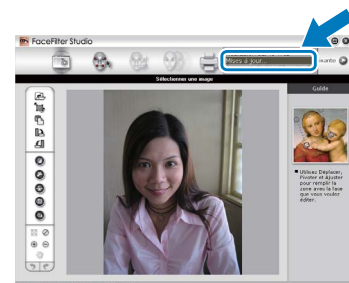 FaceFilter Studio
Mises à jour...
Sélectionner une image
Guide
Utilisez Déplacer,
Pivoter et Ajuster
pour remplir la
zone avec la face
que vous voulez
éditer.